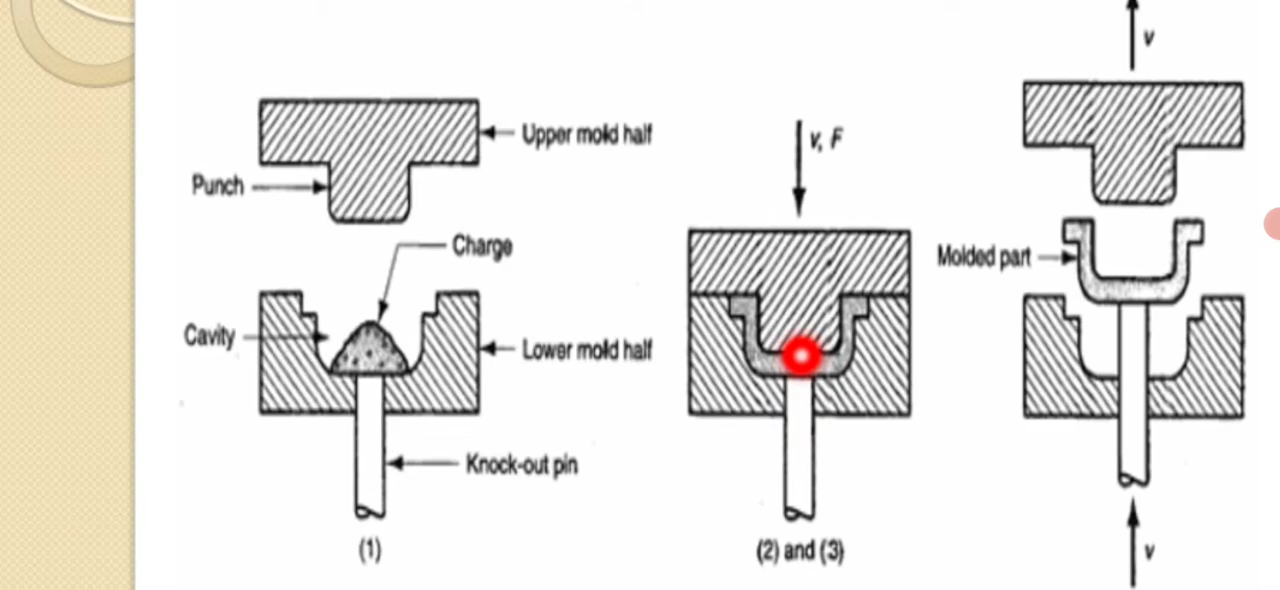 v
Upper mold half
Punch
v, F
Charge
Molded part
Cavity
Lower mold half
Knock-out pin
(1)
(2) and (3)
v